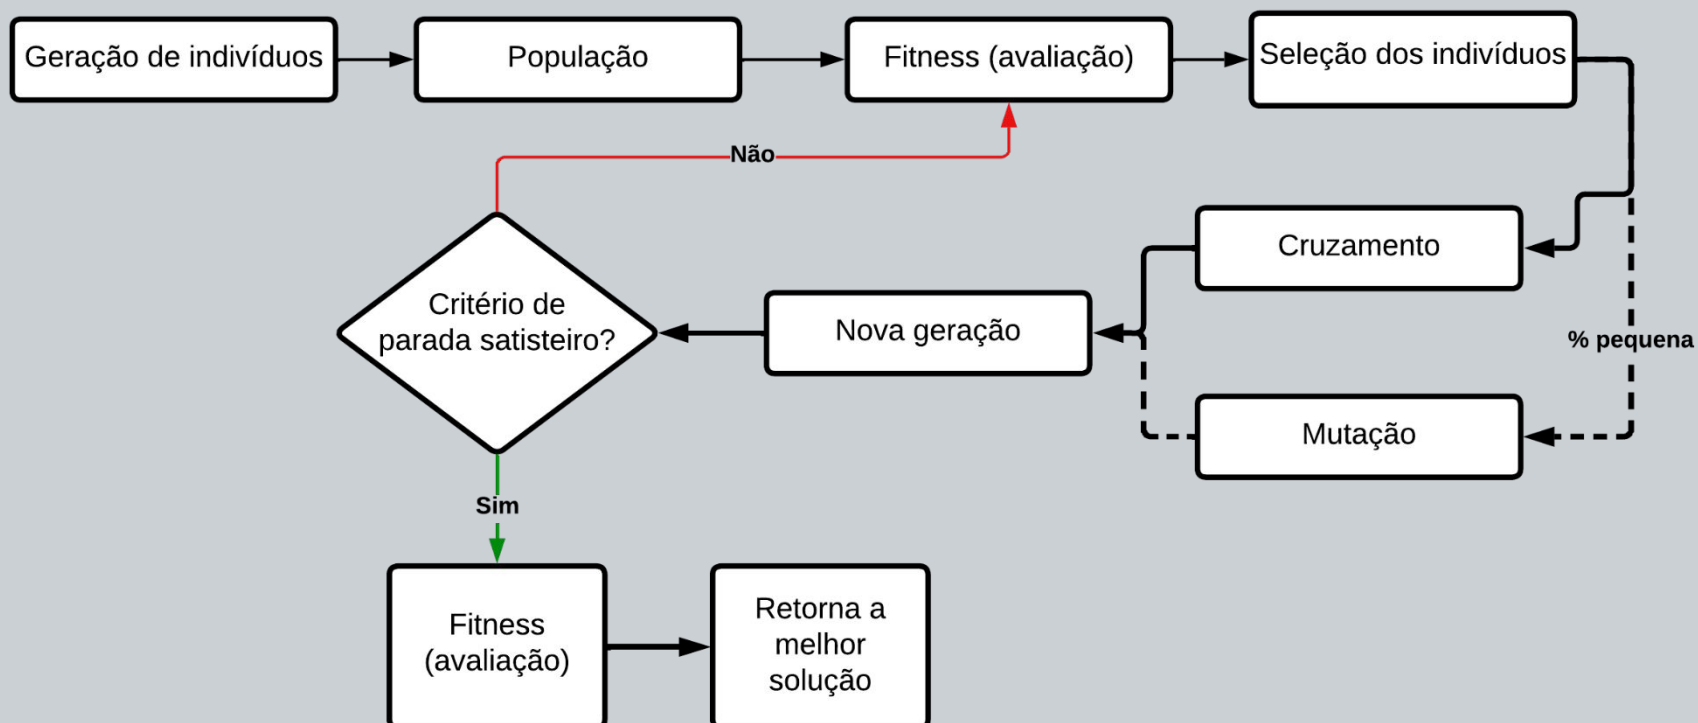 Geração de indivíduos
População
Fitness (avaliação)
Seleção dos indivíduos
Não
Cruzamento
Critério de
parada satisteiro?
Nova geração
% pequena
Mutação
Sim
Fitness
(avaliação)
Retorna a
melhor
solução